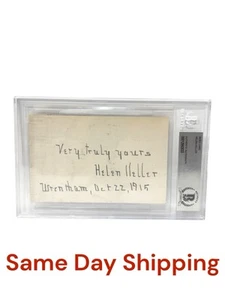 Very truly yours
Helen Keller
Wrentham, Oct 22, 1915
Same Day Shipping